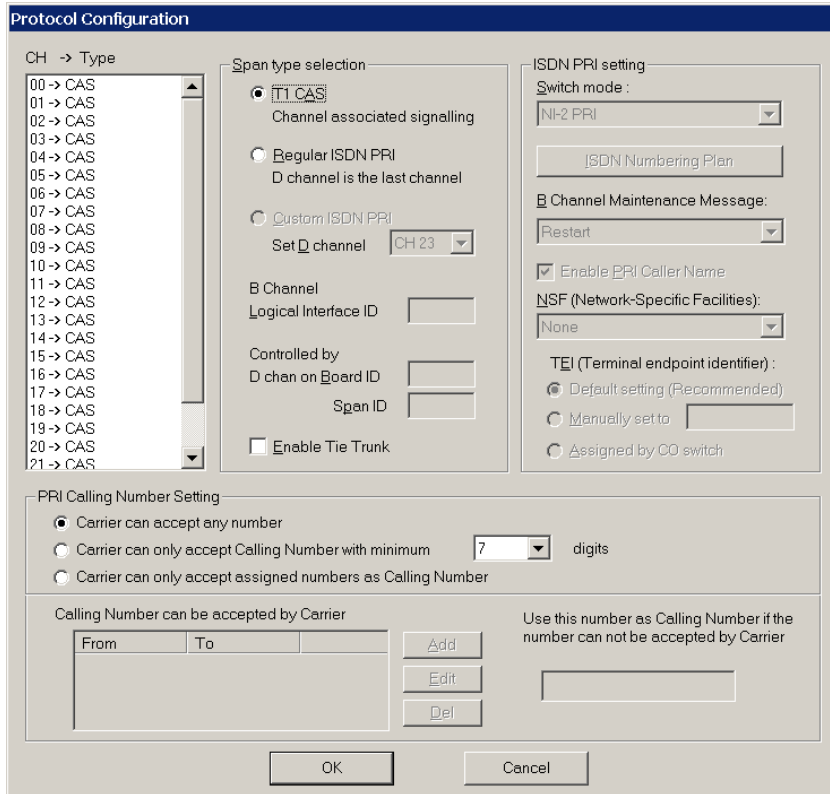 Protocol Configuration
CH -> Type
00 -> CAS
01 -> CAS
02 -> CAS
03 -> CAS
04 -> CAS
05 -> CAS
06 -> CAS
07 -> CAS
08 -> CAS
09 -> CAS
10 -> CAS
11 -> CAS
12 -> CAS
13 -> CAS
14 -> CAS
15 -> CAS
16 -> CAS
17 -> CAS
18 -> CAS
19 -> CAS
20 -> CAS
21 -> CAS
Span type selection
T1 CAS
Channel associated signalling
Regular ISDN PRI
D channel is the last channel
Custom ISDN PRI
Set D channel CH 23
B Channel
Logical Interface ID
Controlled by
D chan on Board ID
Span ID
Enable Tie Trunk
ISDN PRI setting
Switch mode :
NI-2 PRI
ISDN Numbering Plan
B Channel Maintenance Message:
Restart
Enable PRI Caller Name
NSF (Network-Specific Facilities):
None
TEI (Terminal endpoint identifier) :
Default setting (Recommended)
Manually set to
Assigned by CO switch
PRI Calling Number Setting
Carrier can accept any number
Carrier can only accept Calling Number with minimum 7 digits
Carrier can only accept assigned numbers as Calling Number
Calling Number can be accepted by Carrier
From To
Add
Edit
Del
Use this number as Calling Number if the
number can not be accepted by Carrier
OK Cancel